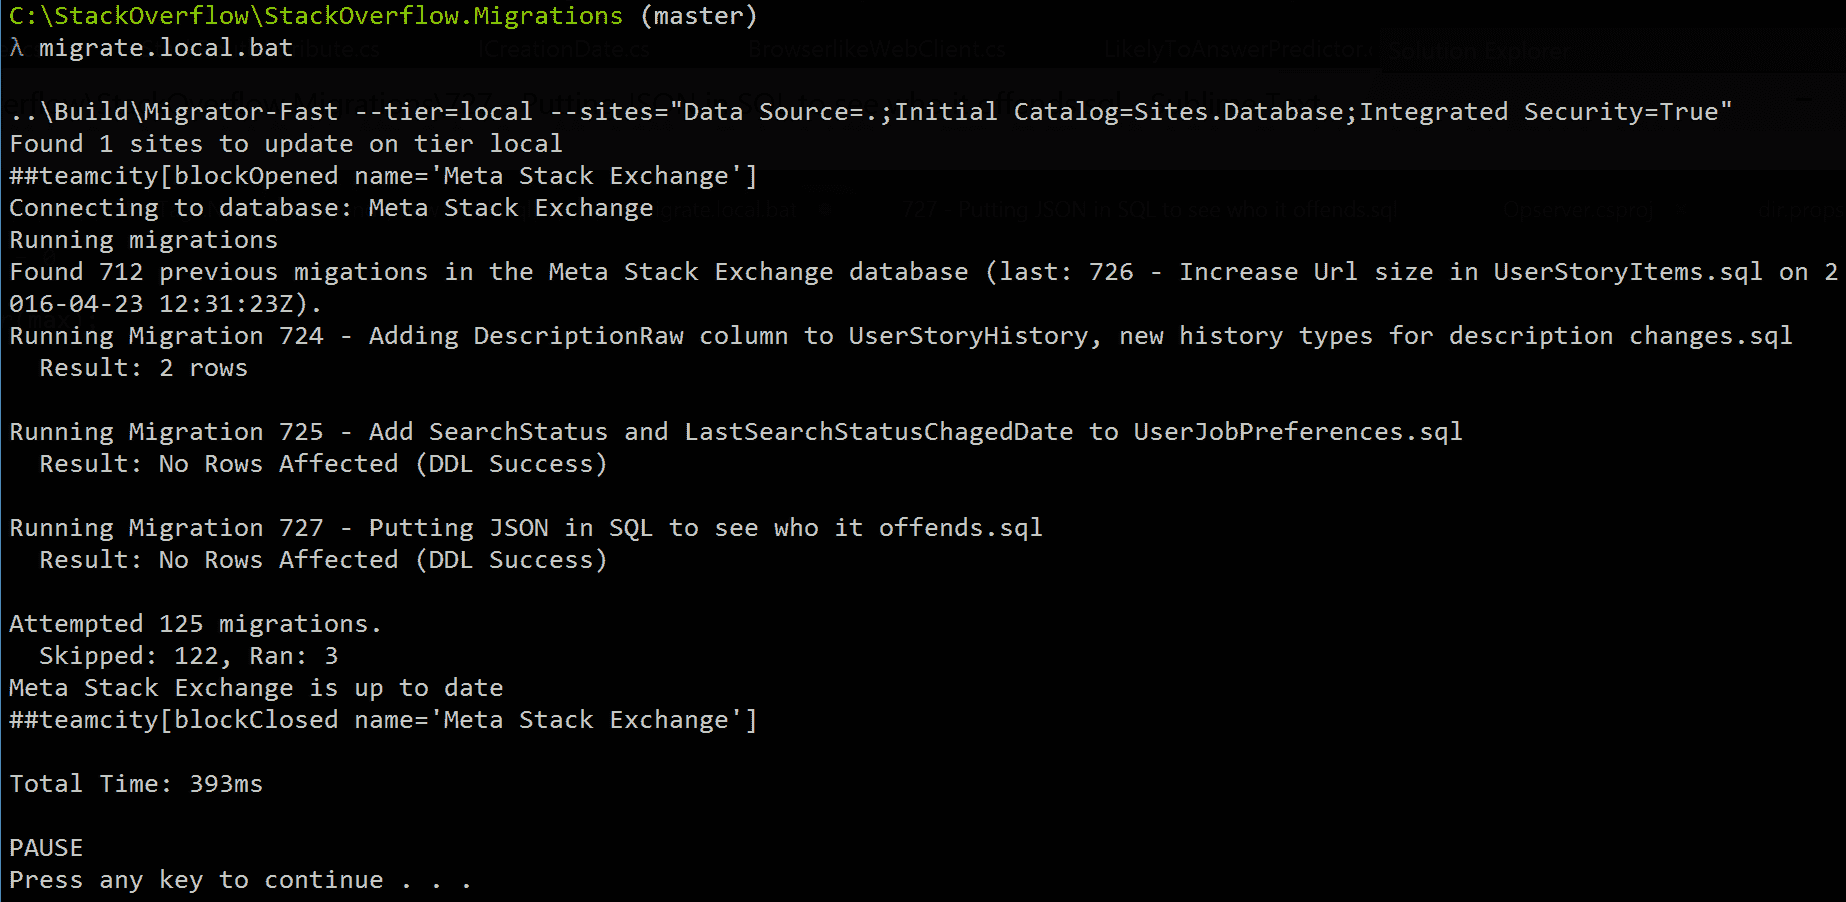 C:\StackOverflow\StackOverflow.Migrations (master)
λ migrate.local.bat
..\Build\Migrator-Fast --tier=local --sites="Data Source=.;Initial Catalog=Sites.Database;Integrated Security=True"
Found 1 sites to update on tier local
##teamcity[blockOpened name='Meta Stack Exchange']
Connecting to database: Meta Stack Exchange
Running migrations
Found 712 previous migations in the Meta Stack Exchange database (last: 726 - Increase Url size in UserStoryItems.sql on 2
016-04-23 12:31:23Z).
Running Migration 724 - Adding DescriptionRaw column to UserStoryHistory, new history types for description changes.sql
  Result: 2 rows
Running Migration 725 - Add SearchStatus and LastSearchStatusChagedDate to UserJobPreferences.sql
  Result: No Rows Affected (DDL Success)
Running Migration 727 - Putting JSON in SQL to see who it offends.sql
  Result: No Rows Affected (DDL Success)
Attempted 125 migrations.
  Skipped: 122, Ran: 3
Meta Stack Exchange is up to date
##teamcity[blockClosed name='Meta Stack Exchange']
Total Time: 393ms
PAUSE
Press any key to continue . . .